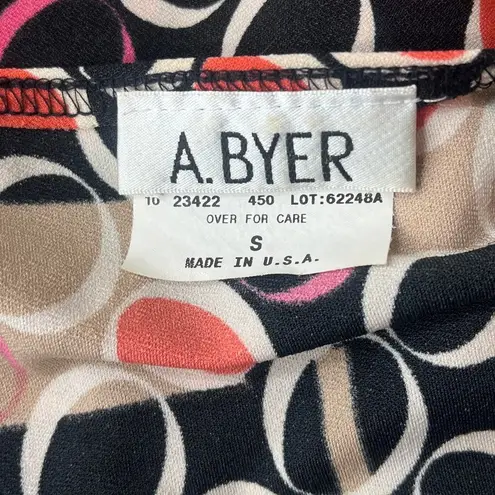 A.BYER
10 23422 450 LOT:62248A
OVER FOR CARE
S
MADE IN U.S.A.